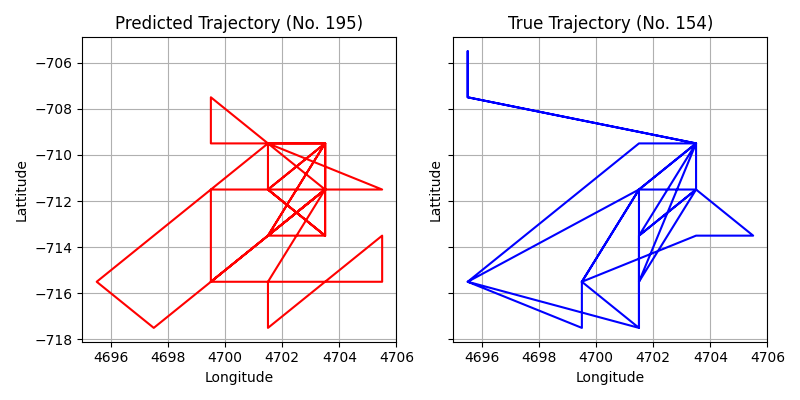 Predicted Trajectory (No. 195)
True Trajectory (No. 154)
Lattitude
−706
−708
−710
−712
−714
−716
−718
4696 4698 4700 4702 4704 4706
Longitude
Lattitude
4696 4698 4700 4702 4704 4706
Longitude